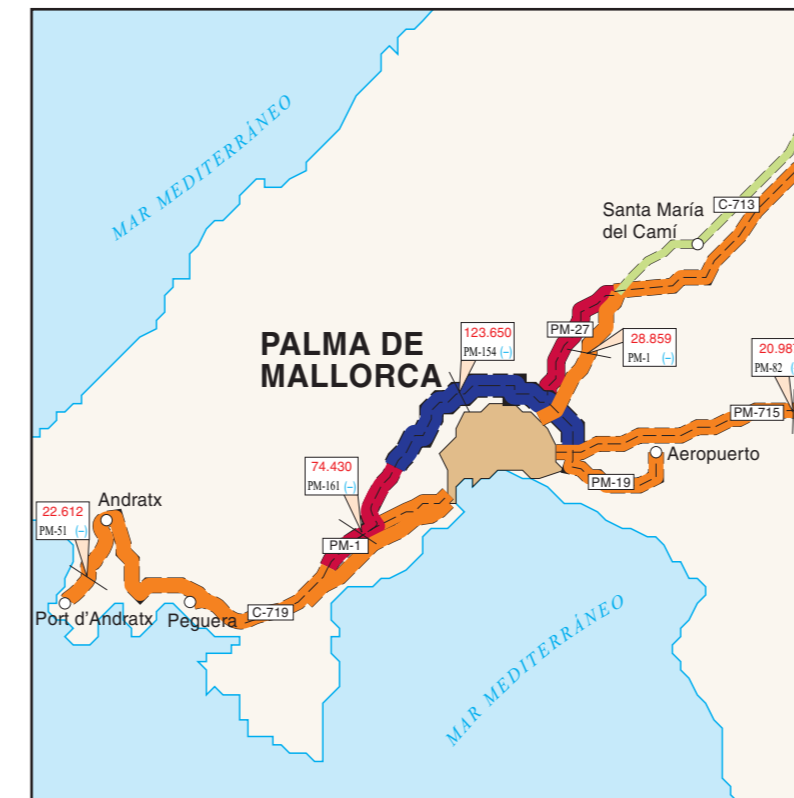 MAR MEDITERRÁNEO
Santa María
del Camí
C-713
PALMA DE
MALLORCA
123.650
PM-154 (–)
PM-27
28.859
PM-1 (–)
PM-82
PM-715
Aeropuerto
PM-19
74.430
PM-161 (–)
PM-1
Andratx
22.612
PM-51 (–)
Port d'Andratx
Peguera
C-719
MAR MEDITERRÁNEO